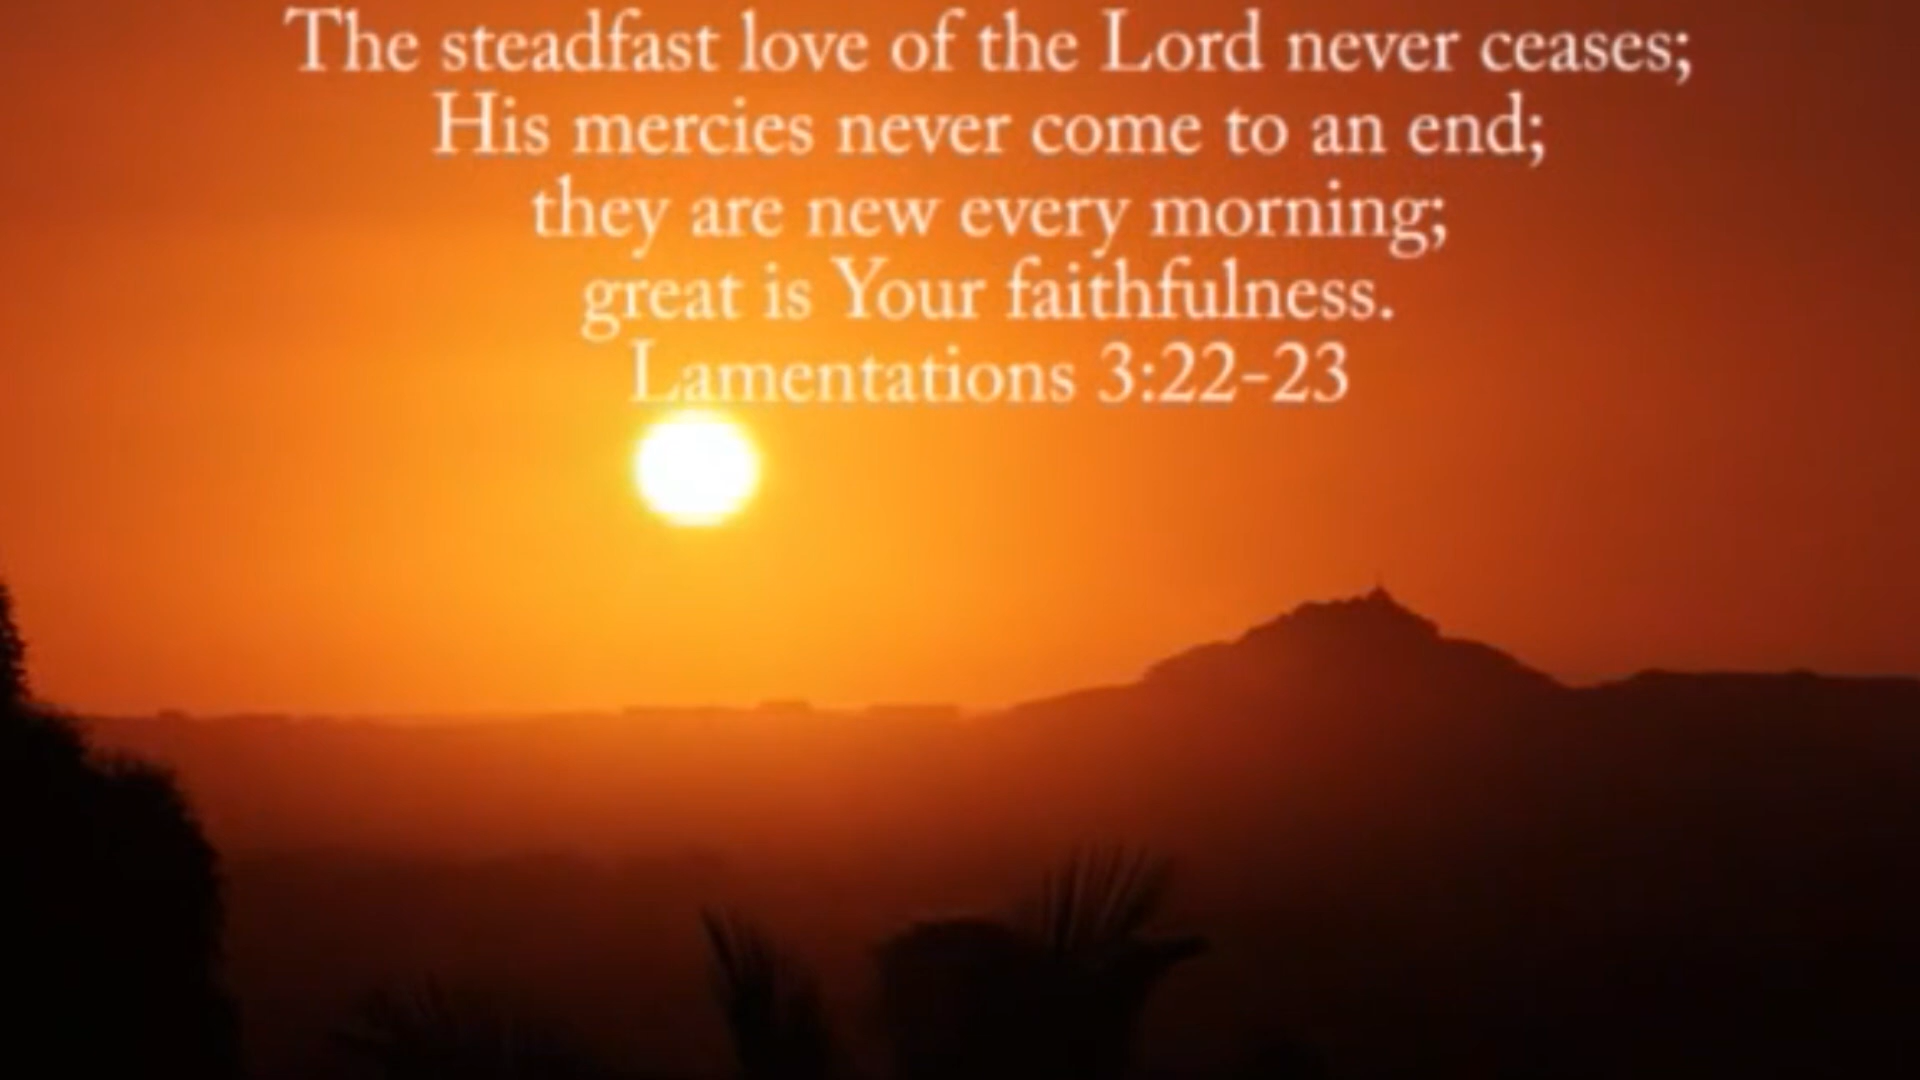 The steadfast love of the Lord never ceases;
His mercies never come to an end;
they are new every morning;
great is Your faithfulness.
Lamentations 3:22-23